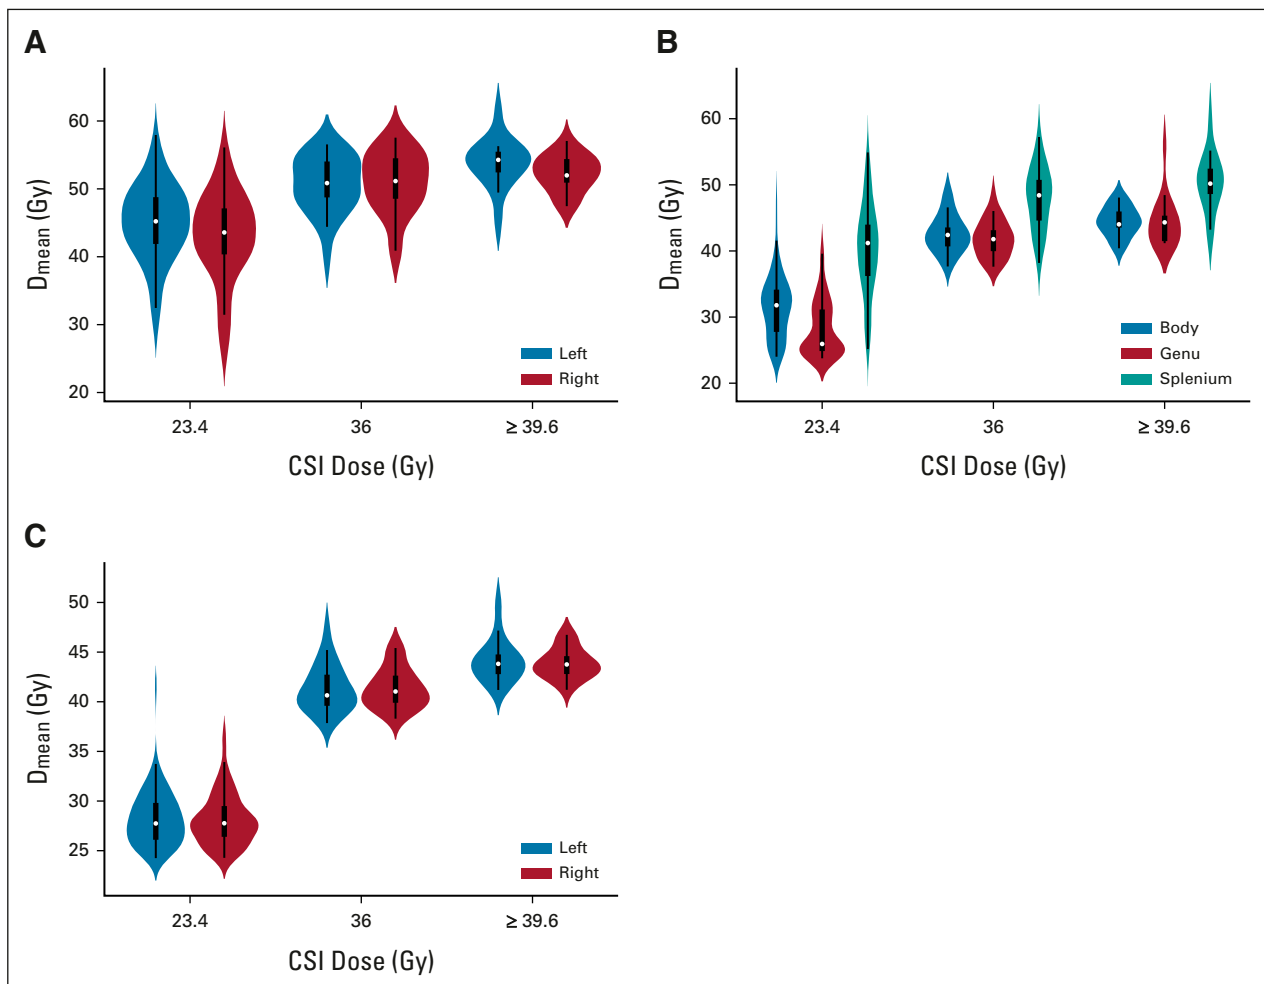 A
60
50
40
30
20
Dmean (Gy)
Left
Right
23.4
36
≥ 39.6
CSI Dose (Gy)
B
60
50
40
30
20
Dmean (Gy)
Body
Genu
Splenium
23.4
36
≥ 39.6
CSI Dose (Gy)
C
50
45
40
35
30
25
Dmean (Gy)
Left
Right
23.4
36
≥ 39.6
CSI Dose (Gy)